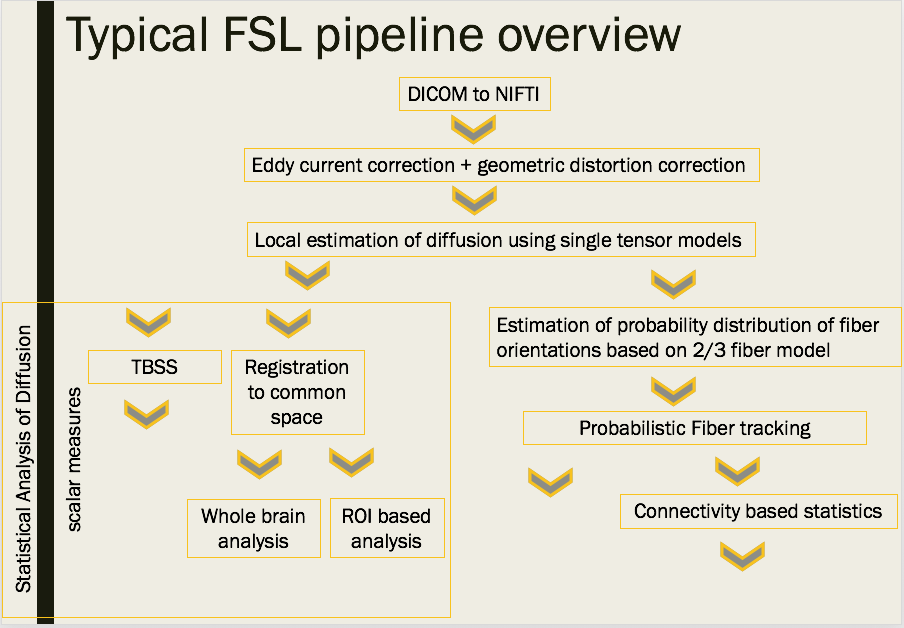 Typical FSL pipeline overview
DICOM to NIFTI
Eddy current correction + geometric distortion correction
Local estimation of diffusion using single tensor models
Statistical Analysis of Diffusion
scalar measures
TBSS
Registration
to common
space
Whole brain
analysis
ROI based
analysis
Estimation of probability distribution of fiber
orientations based on 2/3 fiber model
Probabilistic Fiber tracking
Connectivity based statistics